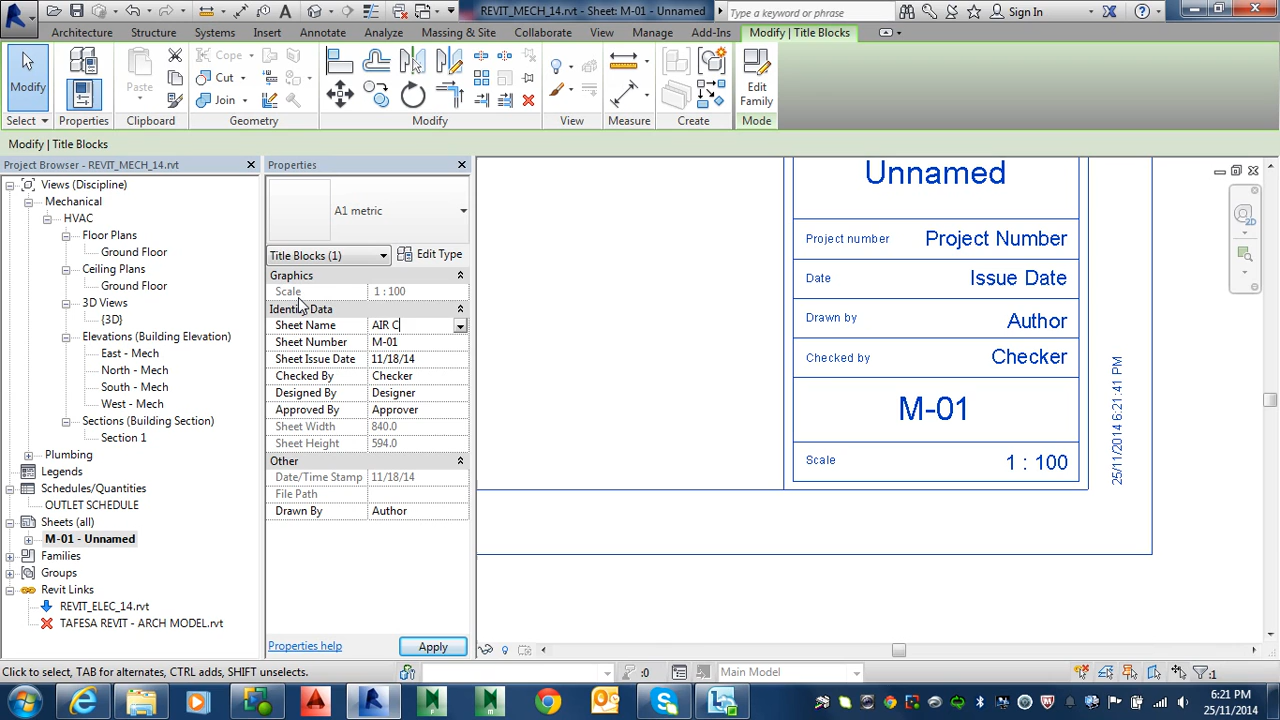 REVIT_MECH_14.rvt - Sheet: M-01 - Unnamed
Type a keyword or phrase
Sign In
Architecture Structure Systems Insert Annotate Analyze Massing & Site Collaborate View Manage Add-Ins Modify | Title Blocks
Modify
Paste
Cope
Cut
Join
Edit
Family
Select Properties Clipboard Geometry Modify View Measure Create Mode
Modify | Title Blocks
Project Browser - REVIT_MECH_14.rvt
Views (Discipline)
Mechanical
HVAC
Floor Plans
Ground Floor
Ceiling Plans
Ground Floor
3D Views
{3D}
Elevations (Building Elevation)
East - Mech
North - Mech
South - Mech
West - Mech
Sections (Building Section)
Section 1
Plumbing
Legends
Schedules/Quantities
OUTLET SCHEDULE
Sheets (all)
M-01 - Unnamed
Families
Groups
Revit Links
REVIT_ELEC_14.rvt
TAFESA REVIT - ARCH MODEL.rvt
Properties
A1 metric
Title Blocks (1)
Edit Type
Graphics
Scale 1 : 100
Identity Data
Sheet Name AIR C
Sheet Number M-01
Sheet Issue Date 11/18/14
Checked By Checker
Designed By Designer
Approved By Approver
Sheet Width 840.0
Sheet Height 594.0
Other
Date/Time Stamp 11/18/14
File Path
Drawn By Author
Properties help
Apply
Unnamed
Project number Project Number
Date Issue Date
Drawn by Author
Checked by Checker
M-01
Scale 1 : 100
25/11/2014 6:21:41 PM
Click to select, TAB for alternates, CTRL adds, SHIFT unselects.
:0
Main Model
:1
6:21 PM
25/11/2014